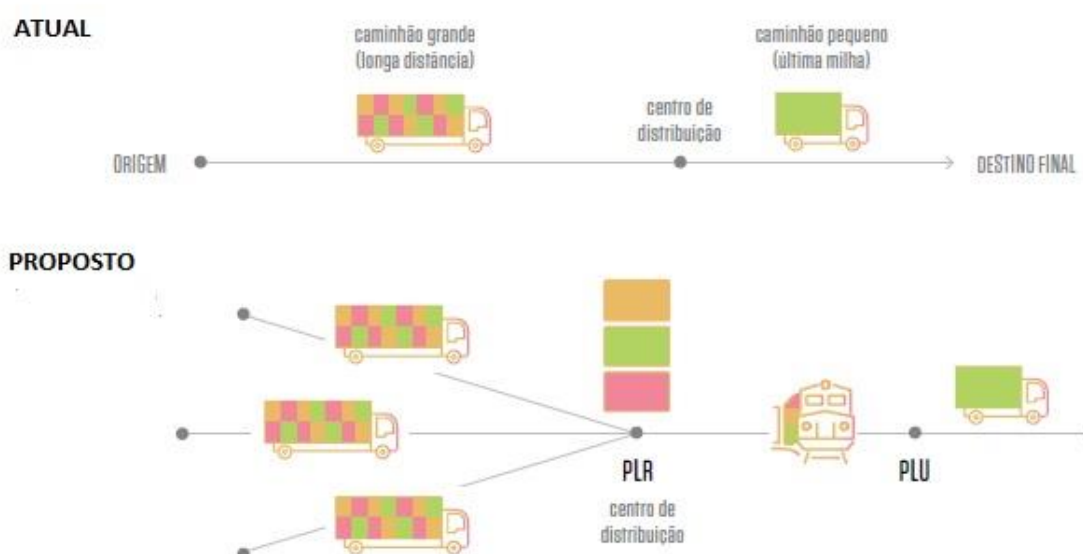 ATUAL
caminhão grande
(longa distância)
caminhão pequeno
(última milha)
centro de
distribuição
ORIGEM
DESTINO FINAL
PROPOSTO
PLR
PLU
centro de
distribuição